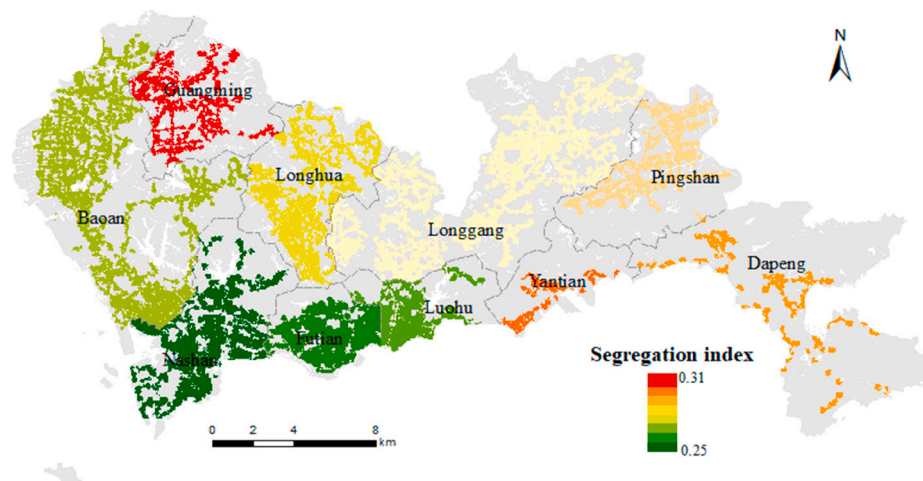 N
Guangming
Longhua
Pingshan
Baoan
Longgang
Dapeng
Yantian
Luohu
Futian
Nashan
Segregation index
0.31
0.25
0 2 4 8
km